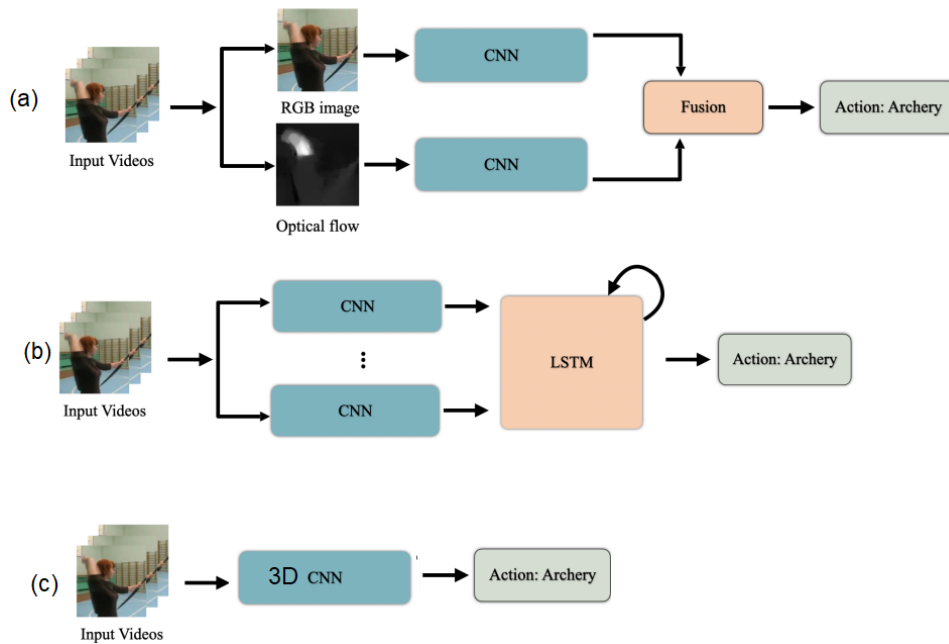 (a)
Input Videos
RGB image
Optical flow
CNN
CNN
Fusion
Action: Archery
(b)
Input Videos
CNN
CNN
LSTM
Action: Archery
(c)
Input Videos
3D CNN
Action: Archery